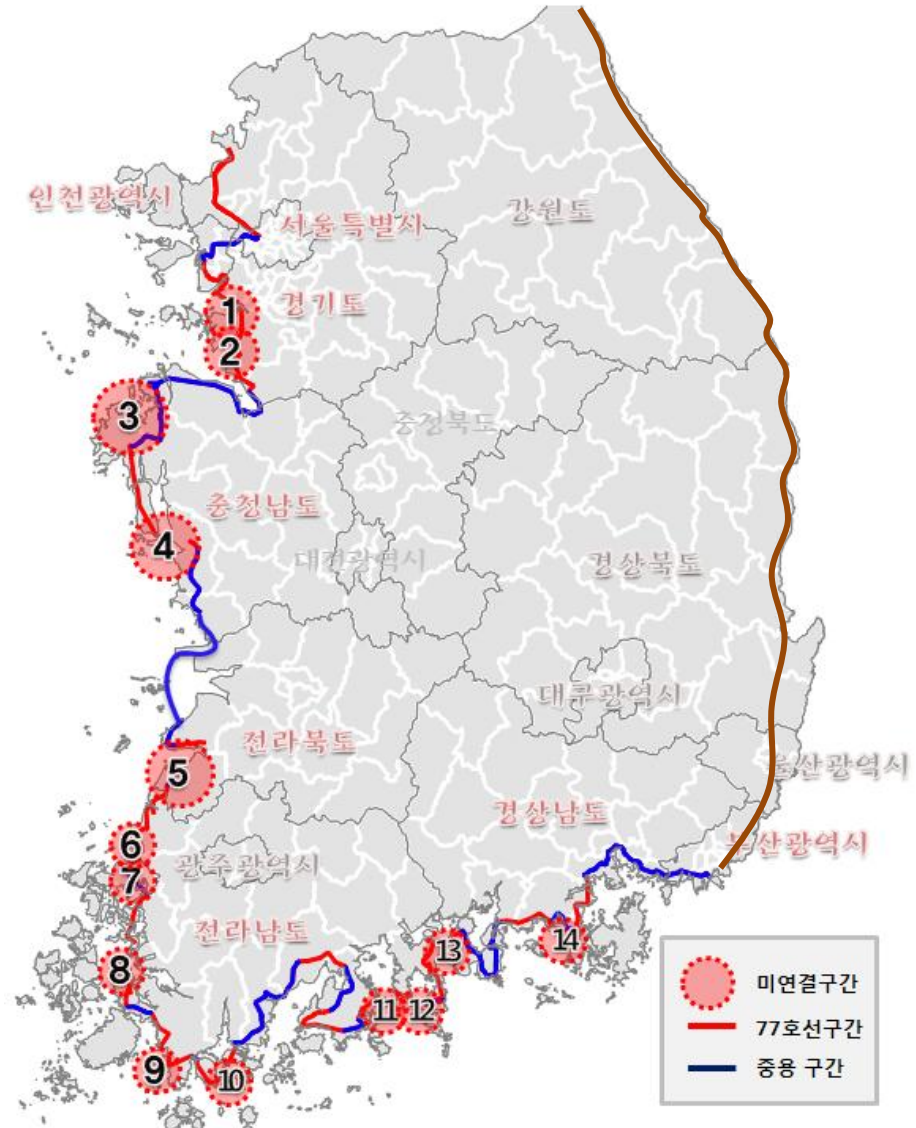 인천광역시
서울특별시
강원도
경기도
1
2
3
충청북도
충청남도
4
대전광역시
경상북도
대구광역시
전라북도
5
울산광역시
경상남도
부산광역시
6
광주광역시
7
전라남도
8
13
14
11
12
9
10
미연결구간
77호선구간
중용 구간